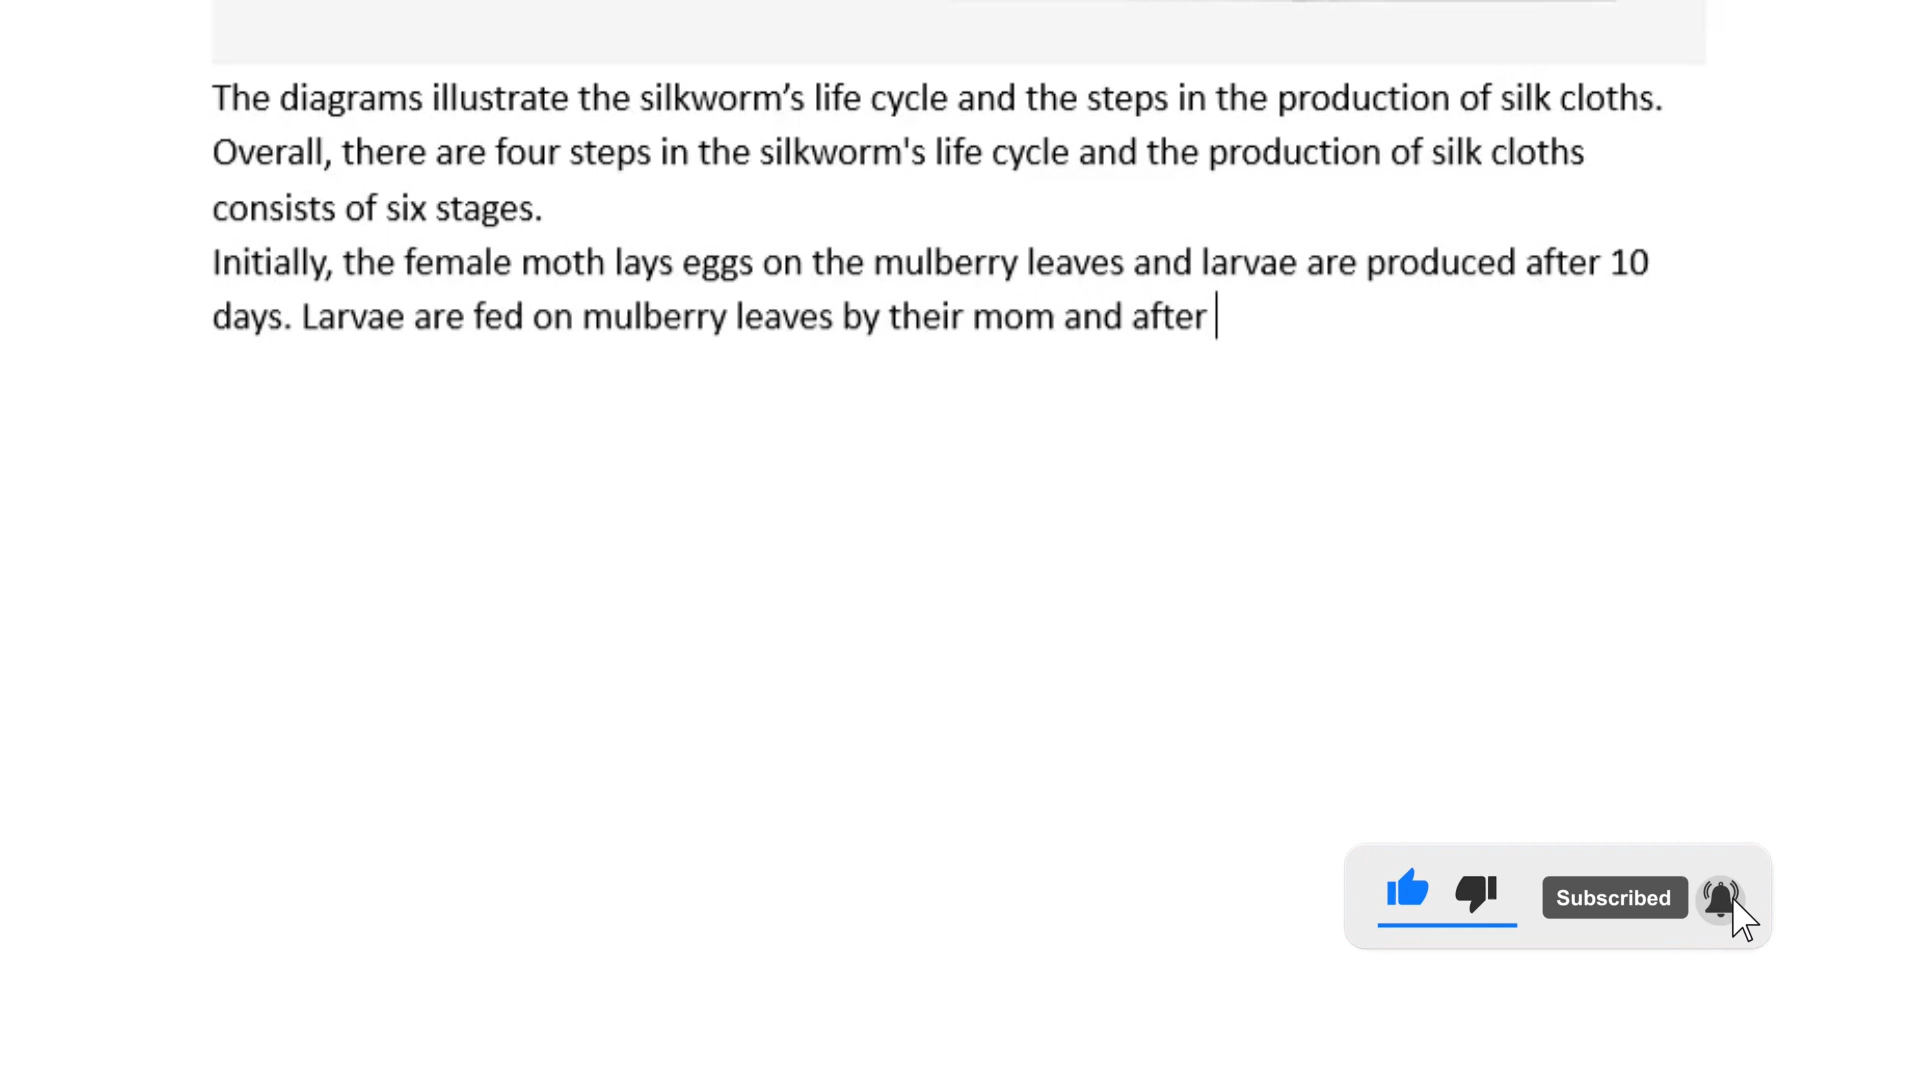 The diagrams illustrate the silkworm’s life cycle and the steps in the production of silk cloths.
Overall, there are four steps in the silkworm's life cycle and the production of silk cloths
consists of six stages.
Initially, the female moth lays eggs on the mulberry leaves and larvae are produced after 10
days. Larvae are fed on mulberry leaves by their mom and after
Subscribed